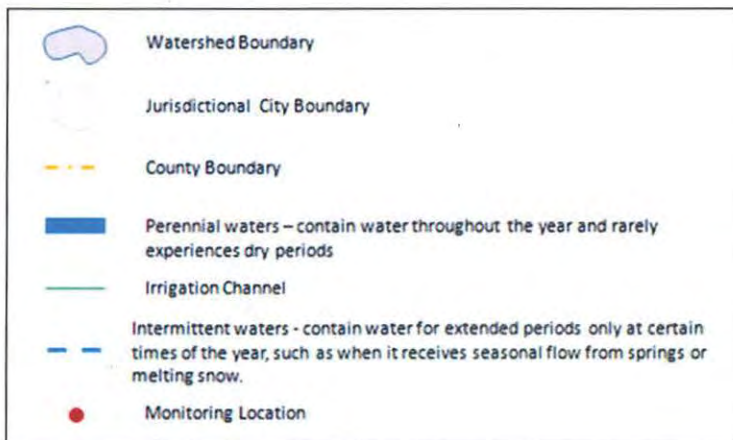 Watershed Boundary
Jurisdictional City Boundary
County Boundary
Perennial waters – contain water throughout the year and rarely
experiences dry periods
Irrigation Channel
Intermittent waters - contain water for extended periods only at certain
times of the year, such as when it receives seasonal flow from springs or
melting snow.
Monitoring Location